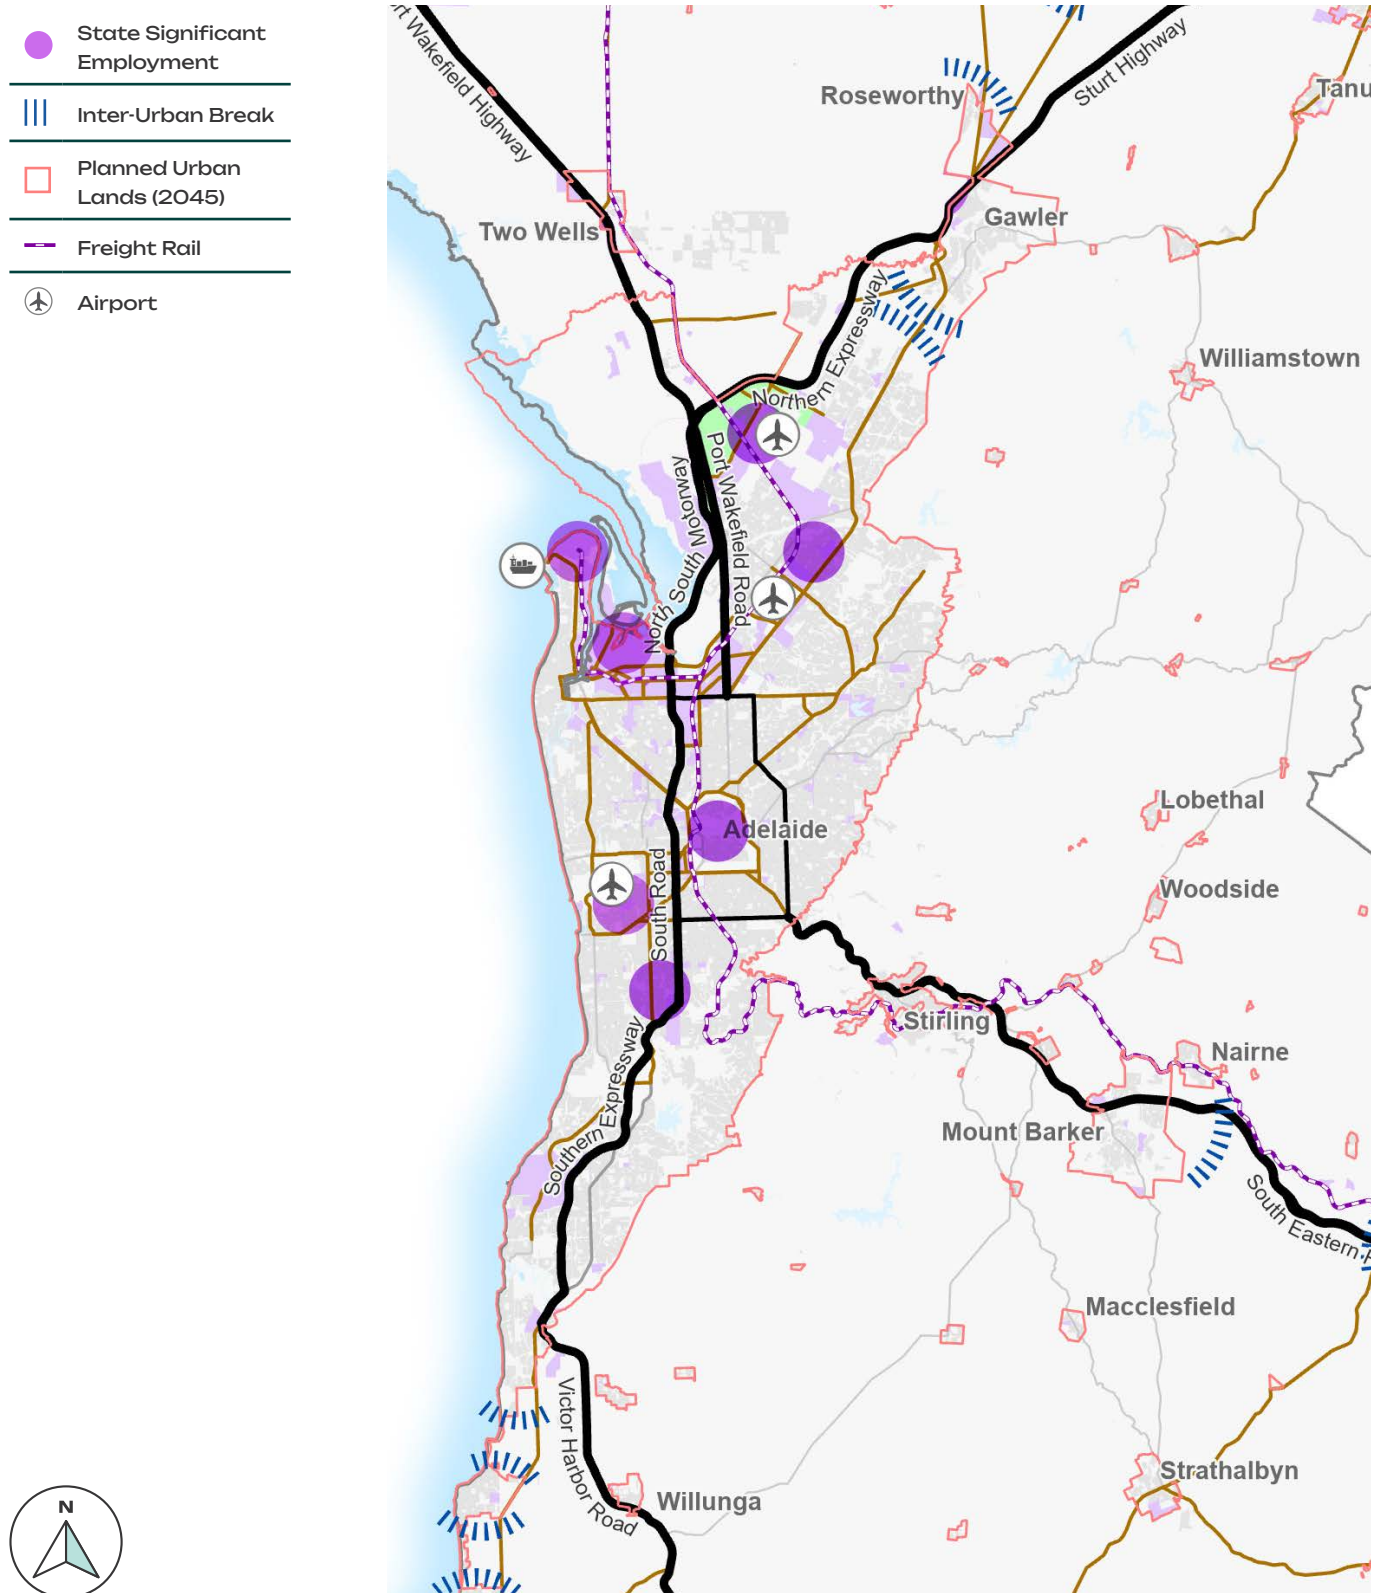 State Significant
Employment
Inter-Urban Break
Planned Urban
Lands (2045)
Freight Rail
Airport
N
Wakefield Highway
Sturt Highway
Roseworthy
Two Wells
Gawler
Northern Expressway
Williamstown
Northern
Port Wakefield Road
North South Motorway
Adelaide
South Road
Lobethal
Woodside
Stirling
Nairne
Mount Barker
Southern Expressway
South Eastern
Macclesfield
Victor Harbor Road
Strathalbyn
Willunga